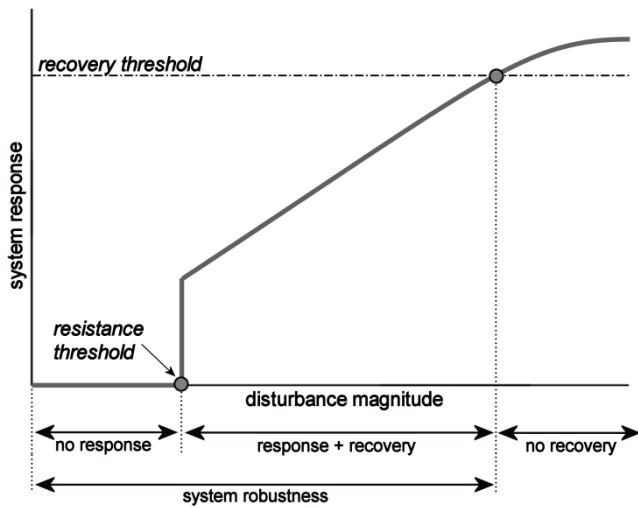 recovery threshold
system response
resistance
threshold
disturbance magnitude
no response
response + recovery
no recovery
system robustness